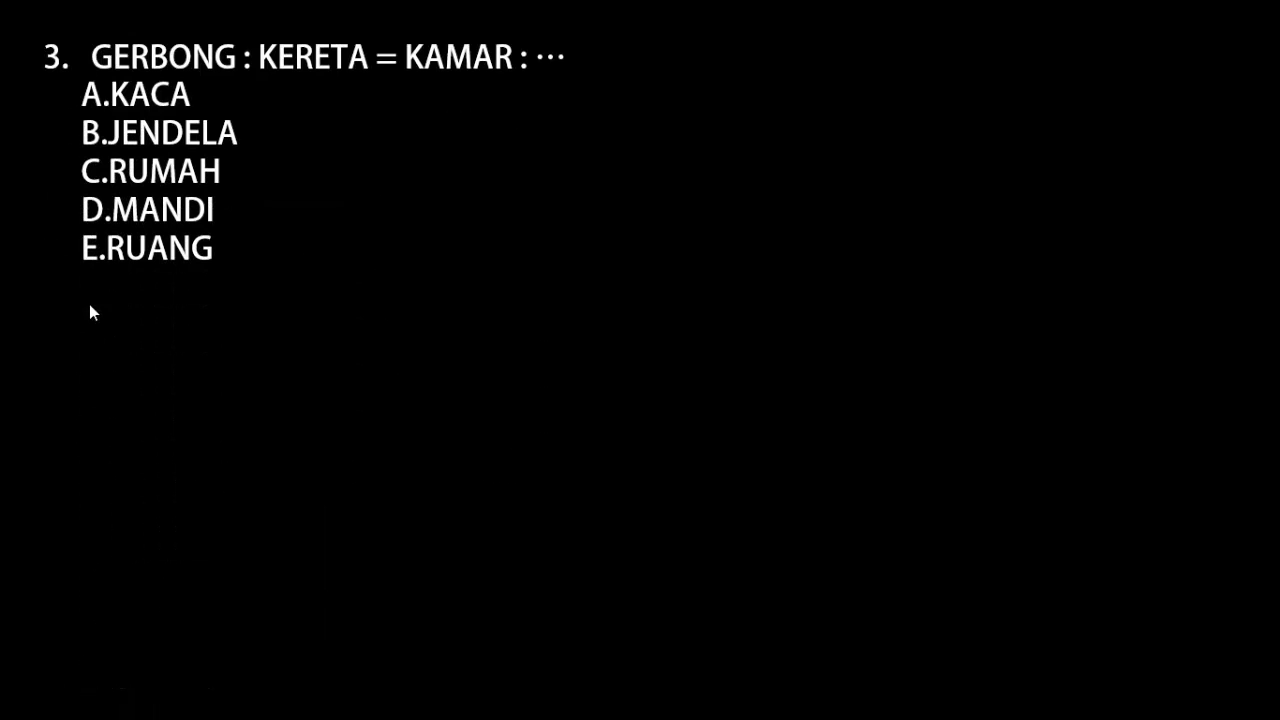 3. GERBONG : KERETA = KAMAR : ⋯
A.KACA
B.JENDELA
C.RUMAH
D.MANDI
E.RUANG